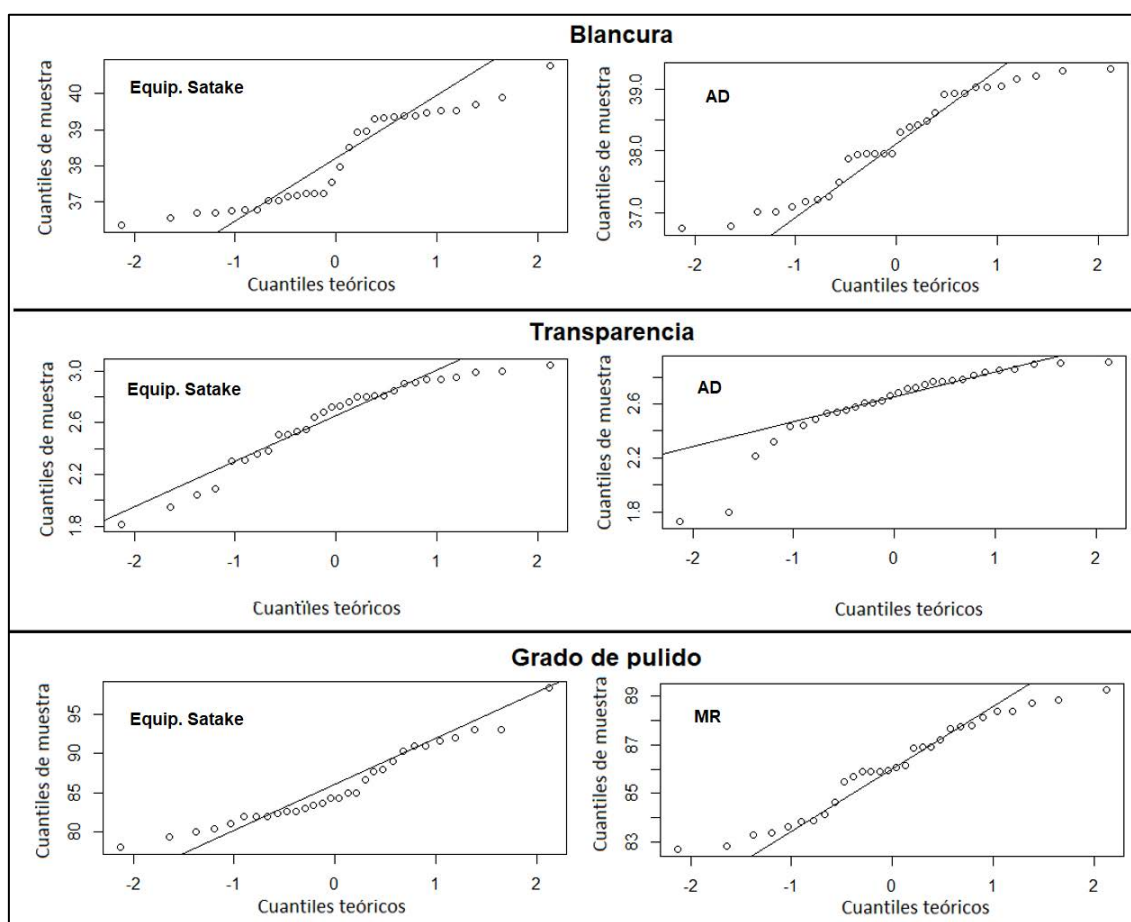 Blancura
Cuantiles de muestra
37 38 39 40
Equip. Satake
-2 -1 0 1 2
Cuantiles teóricos
Cuantiles de muestra
37.0 38.0 39.0
AD
-2 -1 0 1 2
Cuantiles teóricos
Transparencia
Cuantiles de muestra
1.8 2.2 2.6 3.0
Equip. Satake
-2 -1 0 1 2
Cuantiles teóricos
Cuantiles de muestra
1.8 2.2 2.6
AD
-2 -1 0 1 2
Cuantiles teóricos
Grado de pulido
Cuantiles de muestra
80 85 90 95
Equip. Satake
-2 -1 0 1 2
Cuantiles teóricos
Cuantiles de muestra
83 85 87 89
MR
-2 -1 0 1 2
Cuantiles teóricos